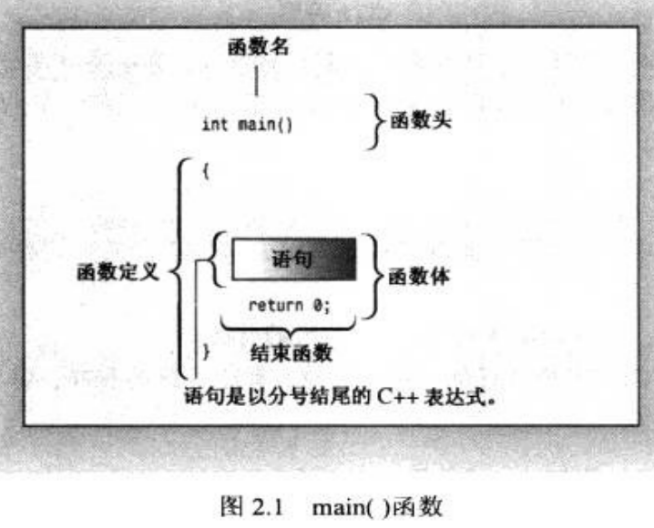 函数名
int main()
函数头
{
函数定义
语句
函数体
return 0;
}
结束函数
语句是以分号结尾的 C++ 表达式。
图 2.1 main( )函数